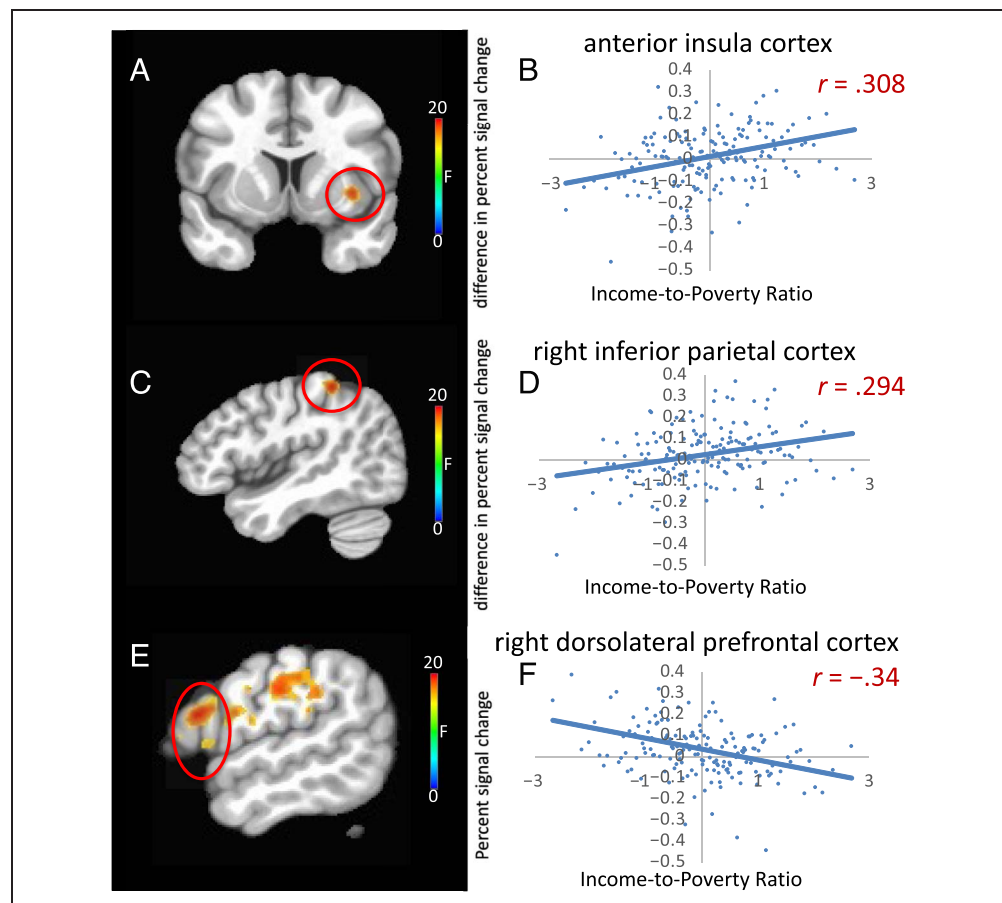 A
20
F
0
difference in percent signal change
anterior insula cortex
B
r = .308
0.4
0.3
0.2
0.1
0
−0.1
−0.2
−0.3
−0.4
−0.5
−3
−1
1
3
Income-to-Poverty Ratio
C
20
F
0
difference in percent signal change
right inferior parietal cortex
D
r = .294
0.4
0.3
0.2
0.1
0
−0.1
−0.2
−0.3
−0.4
−0.5
−3
−1
1
3
Income-to-Poverty Ratio
E
20
F
0
Percent signal change
right dorsolateral prefrontal cortex
F
r = −.34
0.4
0.3
0.2
0.1
0
−0.1
−0.2
−0.3
−0.4
−0.5
−3
−1
1
3
Income-to-Poverty Ratio